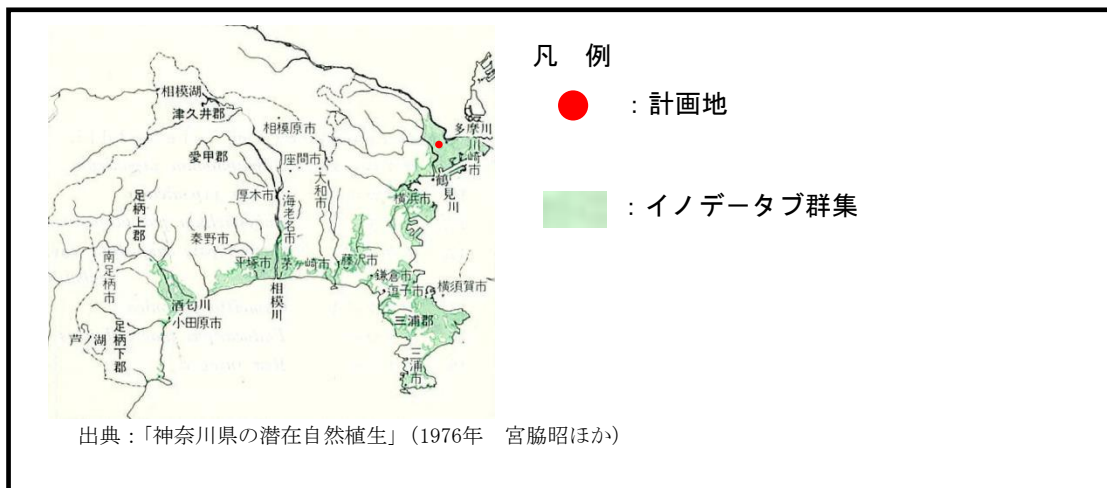 凡 例
：計画地
：イノデータブ群集
相模湖
津久井郡
相模原市
多摩川
川崎市
愛甲郡
座間市
大和市
鶴見川
厚木市
海老名市
横浜市
足柄上郡
秦野市
南足柄市
平塚市
茅ヶ崎市
藤沢市
鎌倉市
逗子市
横須賀市
相模川
酒匂川
小田原市
三浦郡
芦ノ湖
足柄下郡
三浦市
出典：「神奈川県の潜在自然植生」（1976年　宮脇昭ほか）